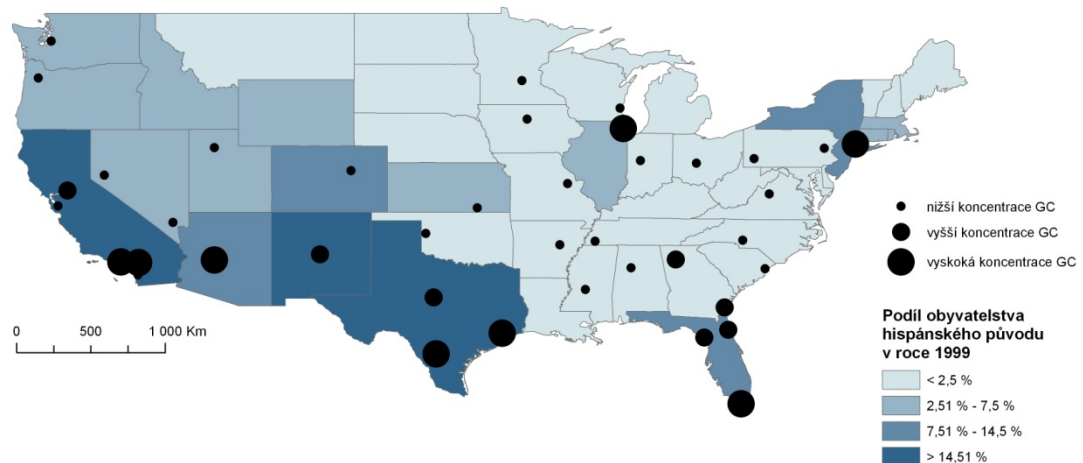 nižší koncentrace GC
vyšší koncentrace GC
vyskoká koncentrace GC
0 500 1 000 Km
Podíl obyvatelstva
hispánského původu
v roce 1999
< 2,5 %
2,51 % - 7,5 %
7,51 % - 14,5 %
> 14,51 %